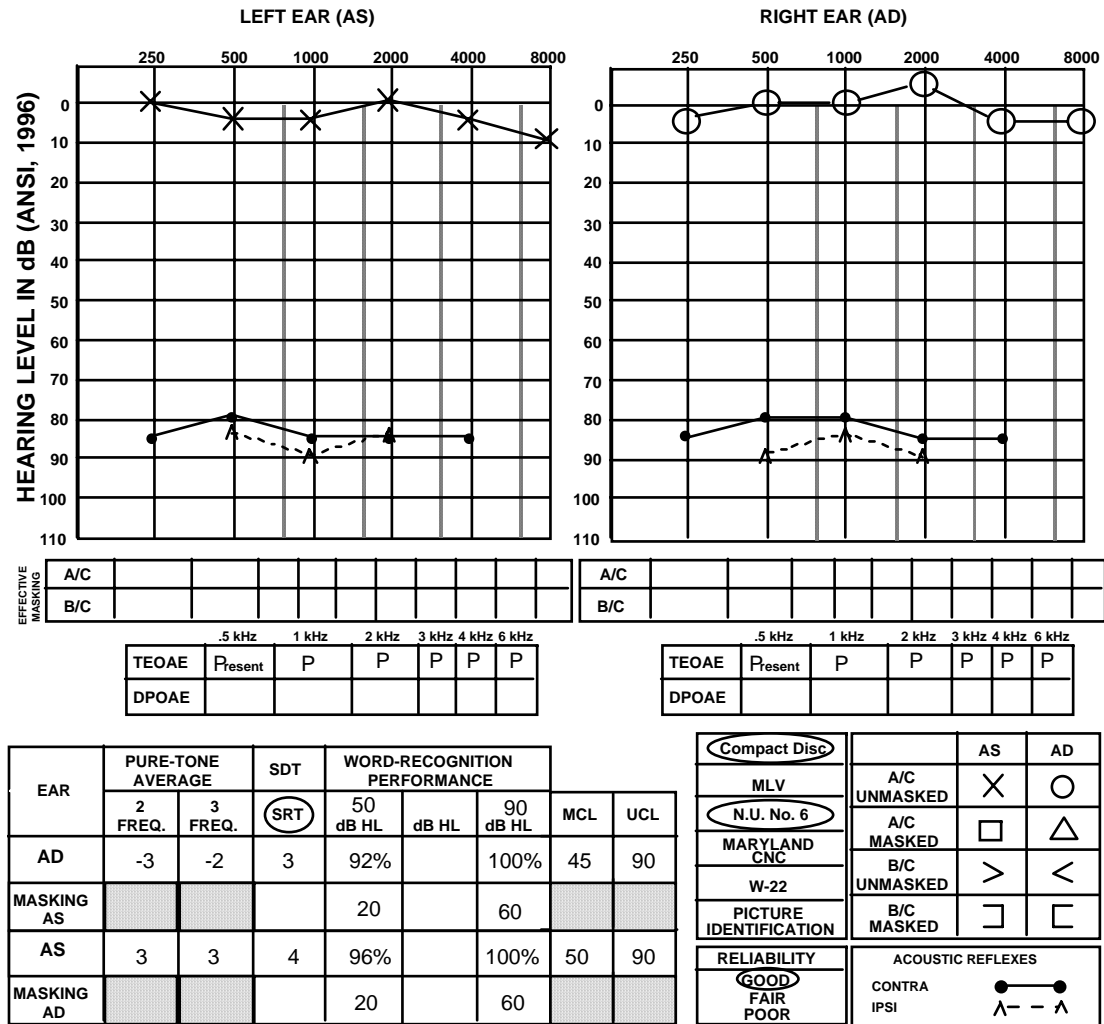 LEFT EAR (AS)
RIGHT EAR (AD)
250 500 1000 2000 4000 8000
250 500 1000 2000 4000 8000
HEARING LEVEL IN dB (ANSI, 1996)
0
10
20
30
40
50
60
70
80
90
100
110
0
10
20
30
40
50
60
70
80
90
100
110
EFFECTIVE
MASKING
A/C
B/C
A/C
B/C
.5 kHz 1 kHz 2 kHz 3 kHz 4 kHz 6 kHz
TEOAE Present P P P P P
DPOAE
.5 kHz 1 kHz 2 kHz 3 kHz 4 kHz 6 kHz
TEOAE Present P P P P P
DPOAE
EAR
PURE-TONE
AVERAGE
2
FREQ.
3
FREQ.
SDT
SRT
WORD-RECOGNITION
PERFORMANCE
50
dB HL
dB HL
90
dB HL
MCL
UCL
AD -3 -2 3 92% 100% 45 90
MASKING
AS
20 60
AS 3 3 4 96% 100% 50 90
MASKING
AD
20 60
Compact Disc
MLV
N.U. No. 6
MARYLAND
CNC
W-22
PICTURE
IDENTIFICATION
RELIABILITY
GOOD
FAIR
POOR
AS AD
A/C
UNMASKED
A/C
MASKED
B/C
UNMASKED
B/C
MASKED
ACOUSTIC REFLEXES
CONTRA
IPSI